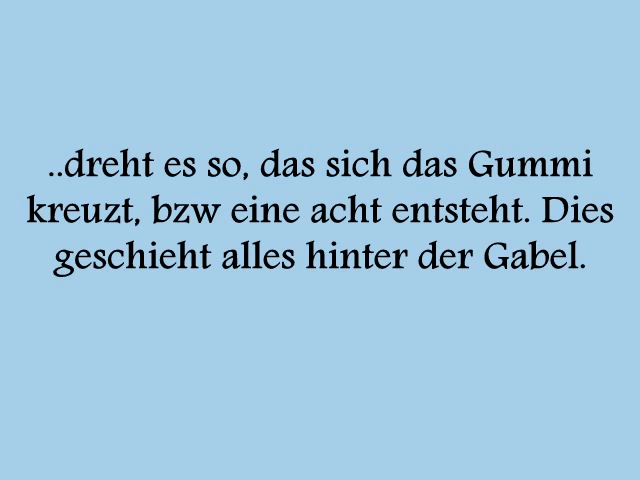 ..dreht es so, das sich das Gummi
kreuzt, bzw eine acht entsteht. Dies
geschieht alles hinter der Gabel.